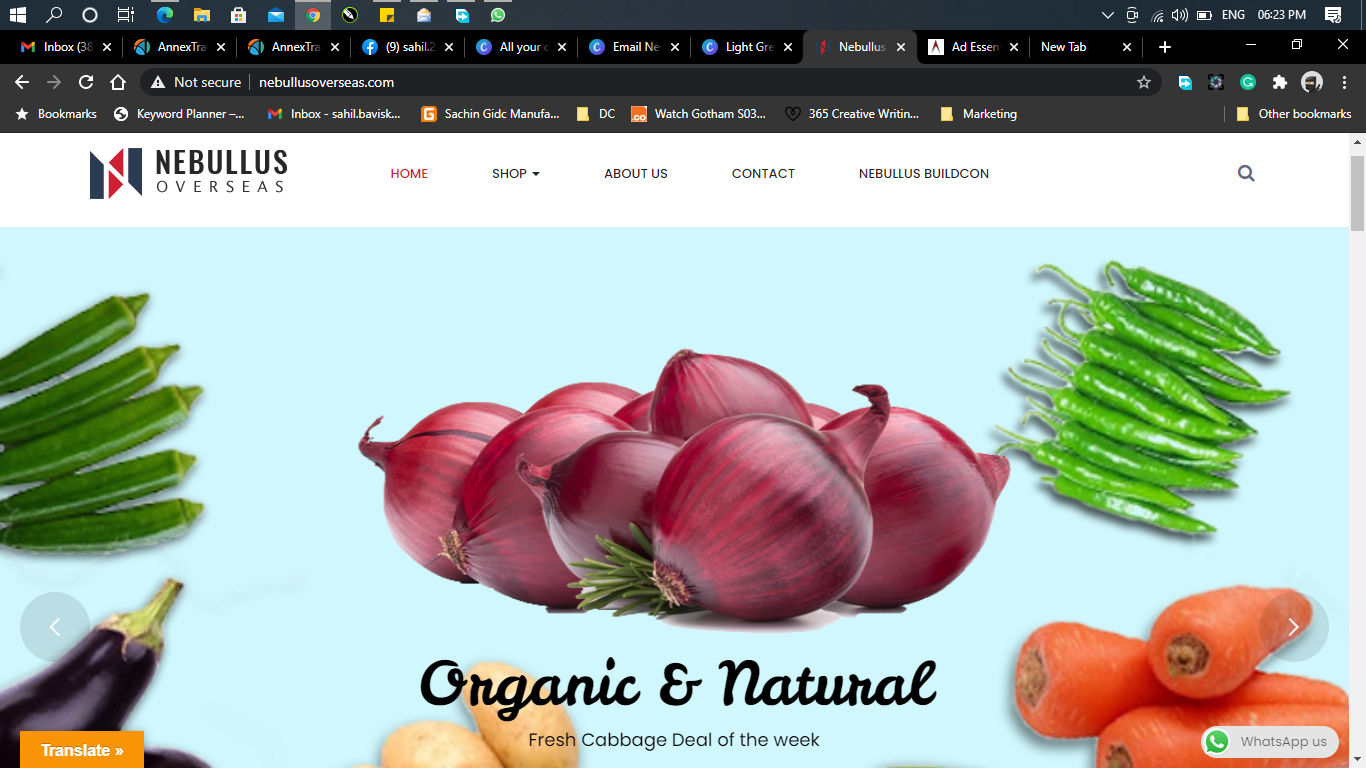 ENG 06:23 PM
Inbox (38
AnnexTra
AnnexTra
(9) sahil.2
All your
Email Ne
Light Gre
Nebullus
Ad Essen
New Tab
Not secure nebullusoverseas.com
Bookmarks
Keyword Planner –...
Inbox - sahil.bavisk...
Sachin Gidc Manufa...
DC
Watch Gotham S03...
365 Creative Writin...
Marketing
Other bookmarks
NEBULLUS
OVERSEAS
HOME
SHOP
ABOUT US
CONTACT
NEBULLUS BUILDCON
Organic & Natural
Fresh Cabbage Deal of the week
Translate »
WhatsApp us